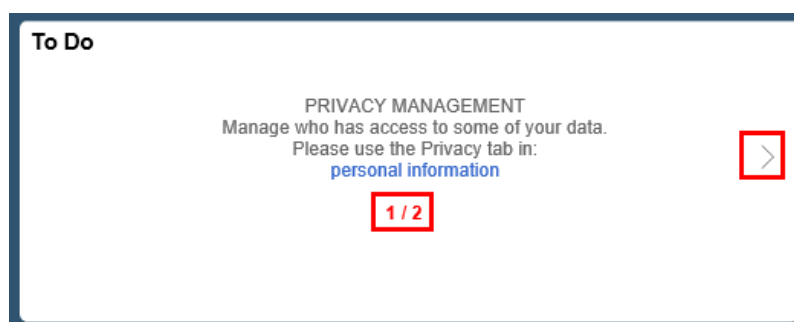 To Do
PRIVACY MANAGEMENT
Manage who has access to some of your data.
Please use the Privacy tab in:
personal information
1 / 2